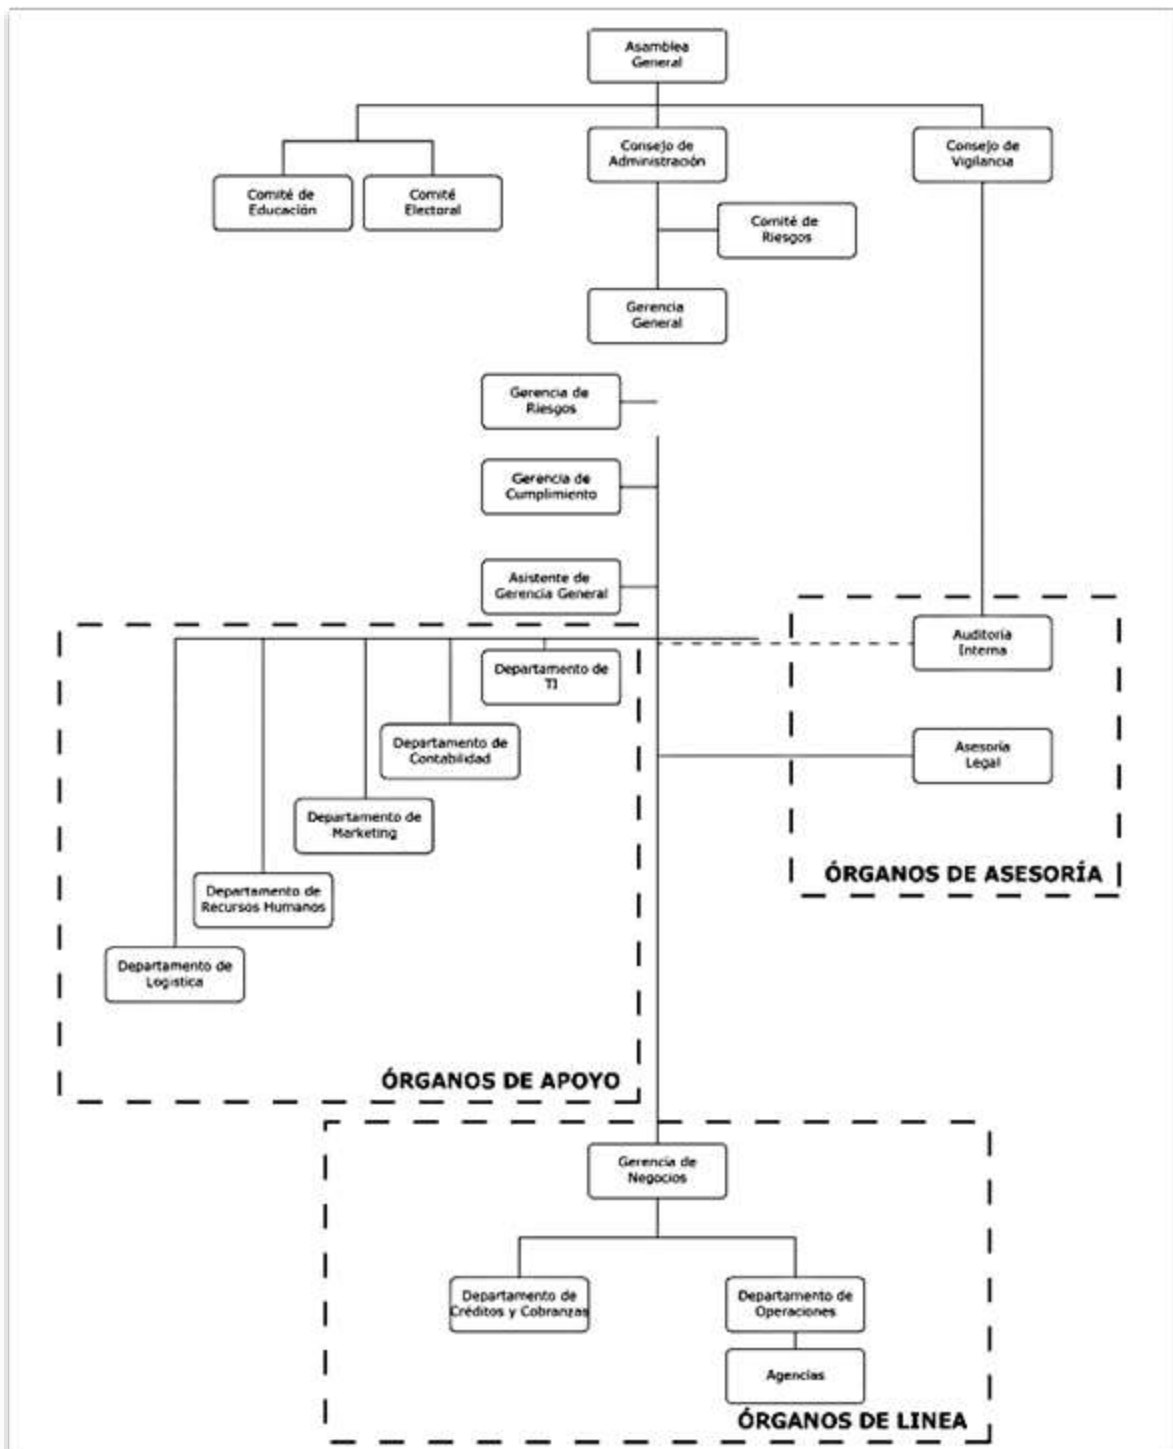 Asamblea
General
Consejo de
Administración
Consejo de
Vigilancia
Comité de
Educación
Comité
Electoral
Comité de
Riesgos
Gerencia
General
Gerencia de
Riesgos
Gerencia de
Cumplimiento
Asistente de
Gerencia General
Auditoría
Interna
Departamento de
TI
Departamento de
Contabilidad
Asesoría
Legal
Departamento de
Marketing
ÓRGANOS DE ASESORÍA
Departamento de
Recursos Humanos
Departamento de
Logística
ÓRGANOS DE APOYO
Gerencia de
Negocios
Departamento de
Créditos y Cobranzas
Departamento de
Operaciones
Agencias
ÓRGANOS DE LINEA